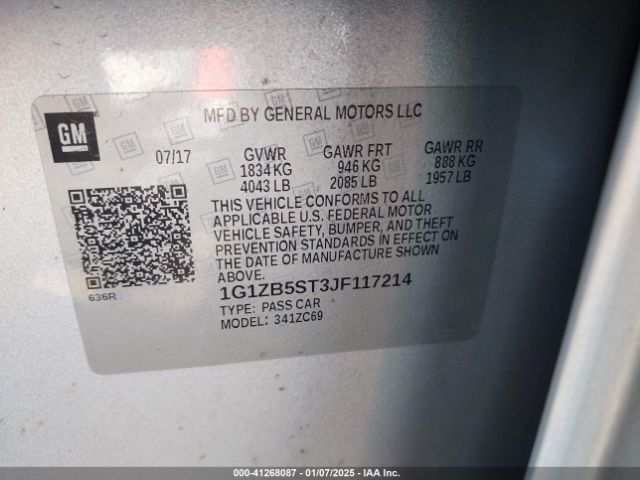 GM
MFD BY GENERAL MOTORS LLC
07/17 GVWR GAWR FRT GAWR RR
1834 KG 946 KG 888 KG
4043 LB 2085 LB 1957 LB
THIS VEHICLE CONFORMS TO ALL
APPLICABLE U.S. FEDERAL MOTOR
VEHICLE SAFETY, BUMPER, AND THEFT
PREVENTION STANDARDS IN EFFECT ON
THE DATE OF MANUFACTURE SHOWN
ABOVE.
636R
1G1ZB5ST3JF117214
TYPE: PASS CAR
MODEL: 341ZC69
000-41268087 - 01/07/2025 - IAA Inc.